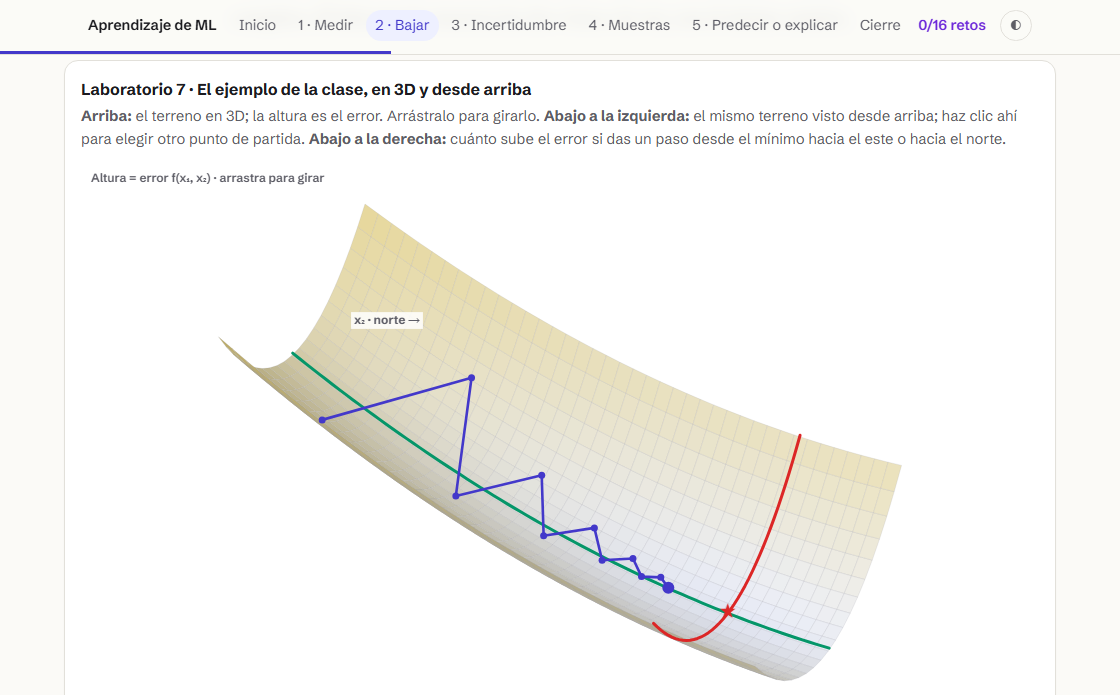 Aprendizaje de ML Inicio 1 · Medir 2 · Bajar 3 · Incertidumbre 4 · Muestras 5 · Predecir o explicar Cierre 0/16 retos
Laboratorio 7 · El ejemplo de la clase, en 3D y desde arriba
Arriba: el terreno en 3D; la altura es el error. Arrástralo para girarlo. Abajo a la izquierda: el mismo terreno visto desde arriba; haz clic ahí
para elegir otro punto de partida. Abajo a la derecha: cuánto sube el error si das un paso desde el mínimo hacia el este o hacia el norte.
Altura = error f(x₁, x₂) · arrastra para girar
x₂ · norte →